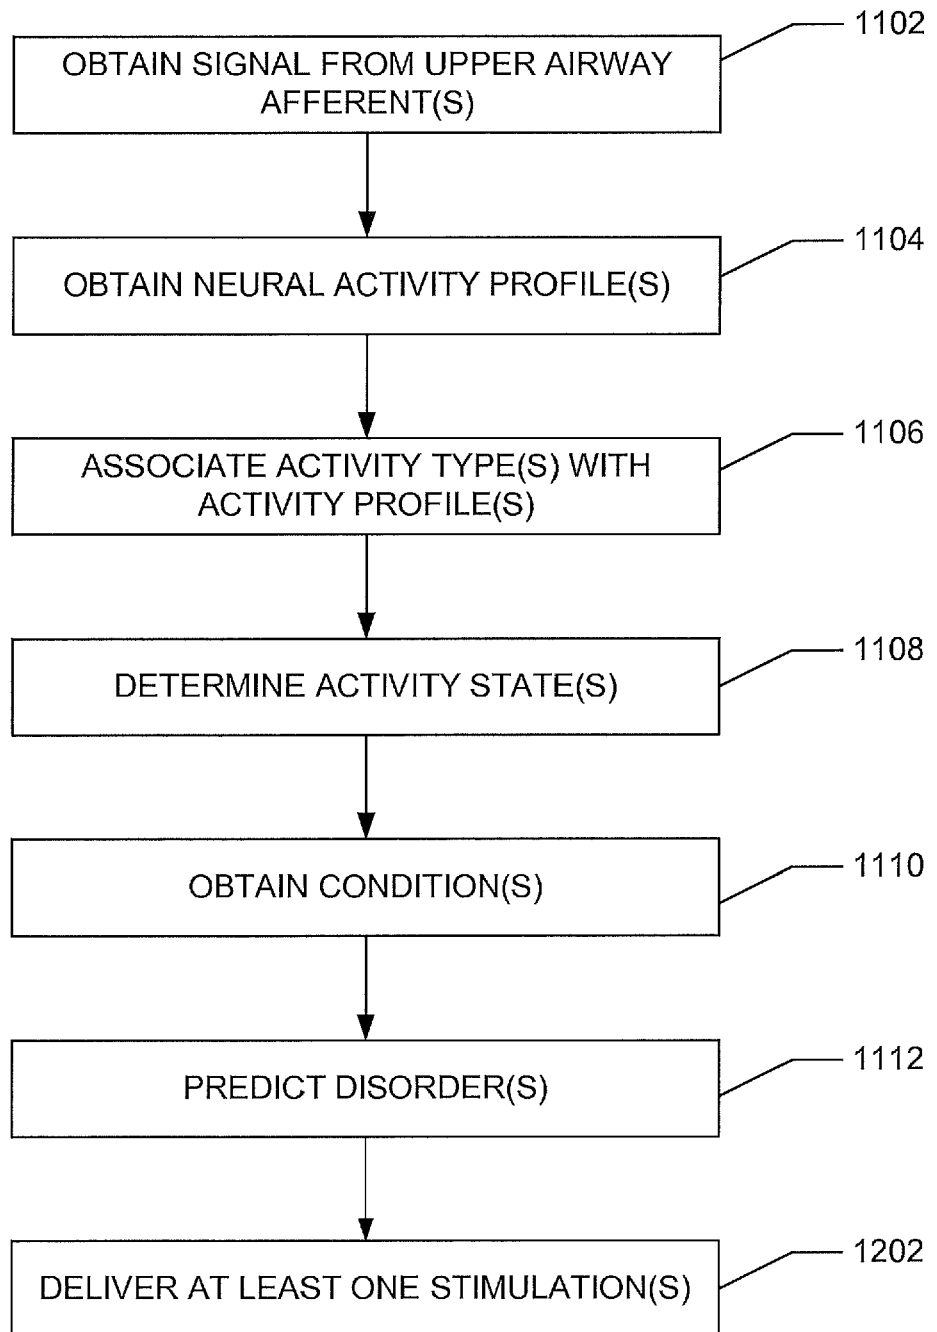 1102
OBTAIN SIGNAL FROM UPPER AIRWAY
AFFERENT(S)
1104
OBTAIN NEURAL ACTIVITY PROFILE(S)
1106
ASSOCIATE ACTIVITY TYPE(S) WITH
ACTIVITY PROFILE(S)
1108
DETERMINE ACTIVITY STATE(S)
1110
OBTAIN CONDITION(S)
1112
PREDICT DISORDER(S)
1202
DELIVER AT LEAST ONE STIMULATION(S)